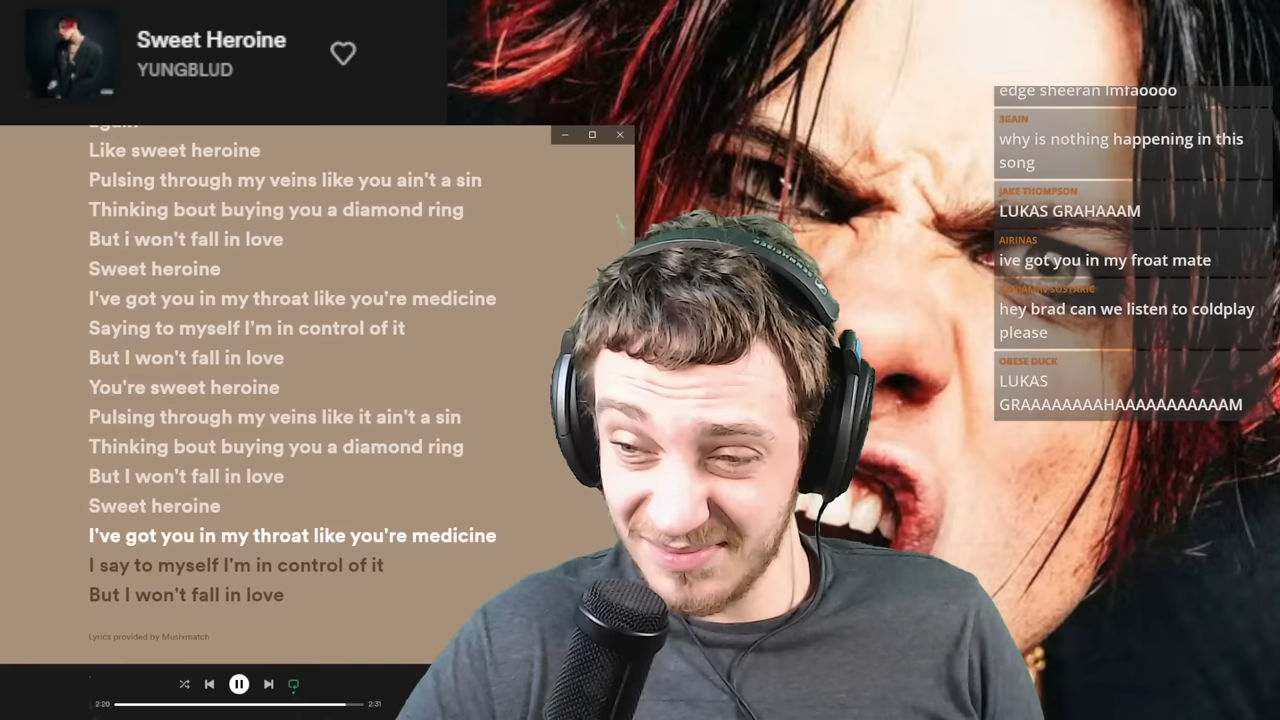 Sweet Heroine
YUNGBLUD
again
Like sweet heroine
Pulsing through my veins like you ain't a sin
Thinking bout buying you a diamond ring
But i won't fall in love
Sweet heroine
I've got you in my throat like you're medicine
Saying to myself I'm in control of it
But I won't fall in love
You're sweet heroine
Pulsing through my veins like it ain't a sin
Thinking bout buying you a diamond ring
But I won't fall in love
Sweet heroine
I've got you in my throat like you're medicine
I say to myself I'm in control of it
But I won't fall in love
Lyrics provided by Musixmatch
2:20
2:31
SENNHEISER
edge sheeran lmfaoooo
3GAIN
why is nothing happening in this
song
JAKE THOMPSON
LUKAS GRAHAAAM
AIRINAS
ive got you in my froat mate
hey brad can we listen to coldplay
please
OBESE DUCK
LUKAS
GRAAAAAAAAHAAAAAAAAAAAM